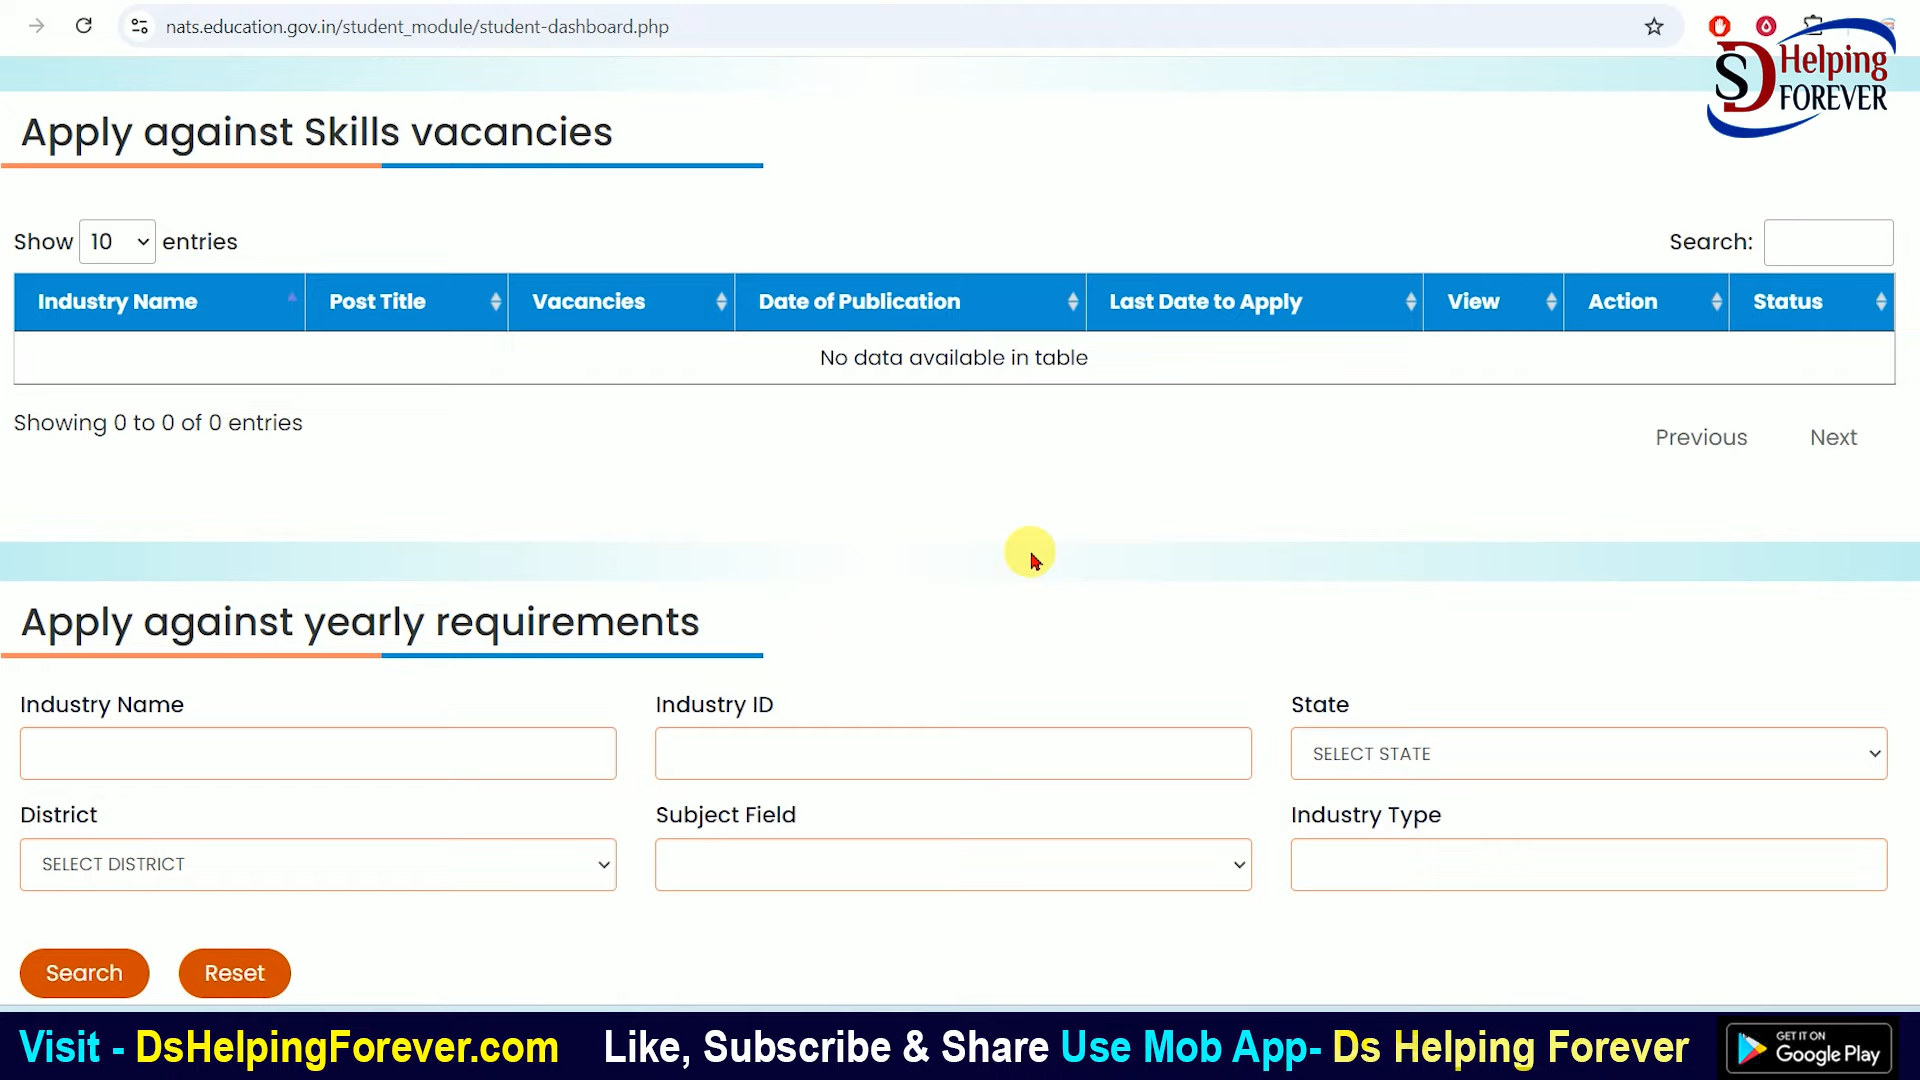 nats.education.gov.in/student_module/student-dashboard.php
SD Helping FOREVER
Apply against Skills vacancies
Show 10 entries
Search:
Industry Name Post Title Vacancies Date of Publication Last Date to Apply View Action Status
No data available in table
Showing 0 to 0 of 0 entries
Previous Next
Apply against yearly requirements
Industry Name Industry ID State
SELECT STATE
District Subject Field Industry Type
SELECT DISTRICT
Search Reset
Visit - DsHelpingForever.com Like, Subscribe & Share Use Mob App- Ds Helping Forever GET IT ON Google Play